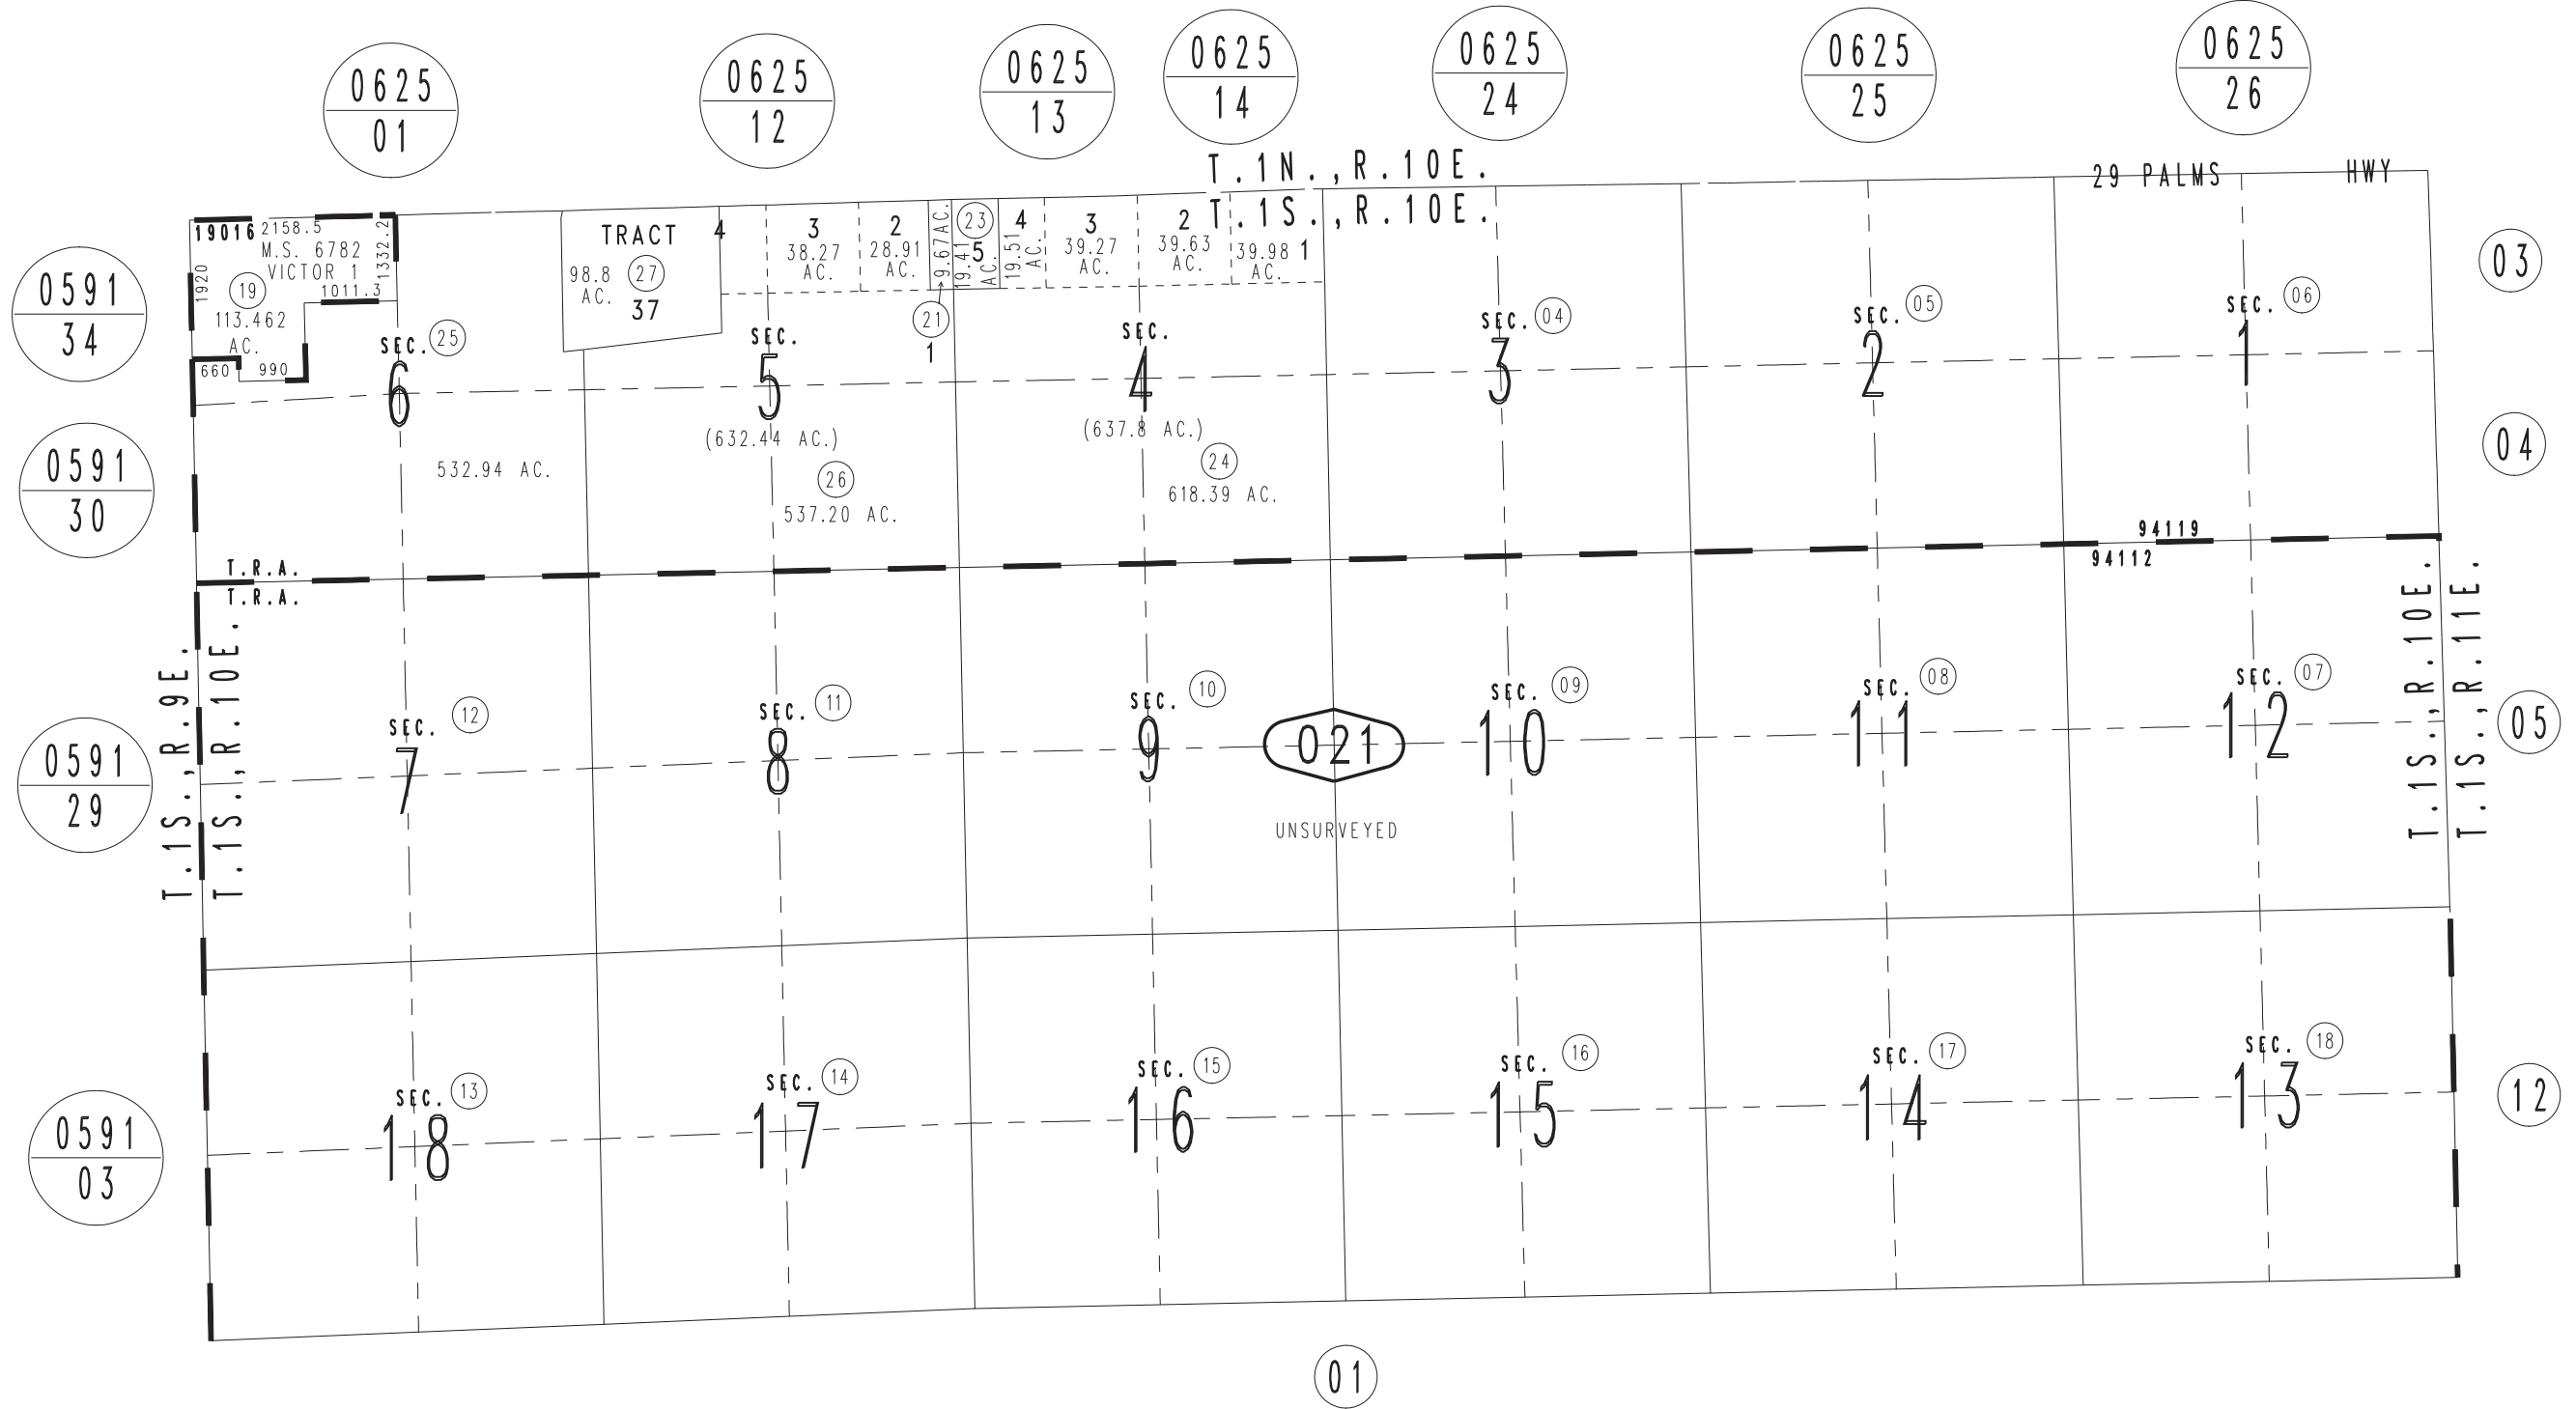 0625
01
0625
12
0625
13
0625
14
0625
24
0625
25
0625
26
T.1N.,R.10E.
T.1S.,R.10E.
29 PALMS HWY
19016
2158.5
M.S. 6782
VICTOR 1
1332.2
1920
19
1011.3
113.462
AC.
660
990
TRACT
98.8
AC.
27
37
4
3
38.27
AC.
2
28.91
AC.
9.67AC.
21
1
23
5
19.41
AC.
4
19.51
AC.
3
39.27
AC.
2
39.63
AC.
39.98
AC.
1
0591
34
03
SEC.
25
6
SEC.
5
SEC.
4
SEC.
04
3
SEC.
05
2
SEC.
06
1
0591
30
04
532.94 AC.
(632.44 AC.)
26
537.20 AC.
(637.8 AC.)
24
618.39 AC.
94119
94112
T.R.A.
T.R.A.
T.1S.,R.9E.
T.1S.,R.10E.
T.1S.,R.10E.
T.1S.,R.11E.
0591
29
05
SEC.
12
7
SEC.
11
8
SEC.
10
9
021
UNSURVEYED
SEC.
09
10
SEC.
08
11
SEC.
07
12
0591
03
12
SEC.
13
18
SEC.
14
17
SEC.
15
16
SEC.
16
15
SEC.
17
14
SEC.
18
13
01